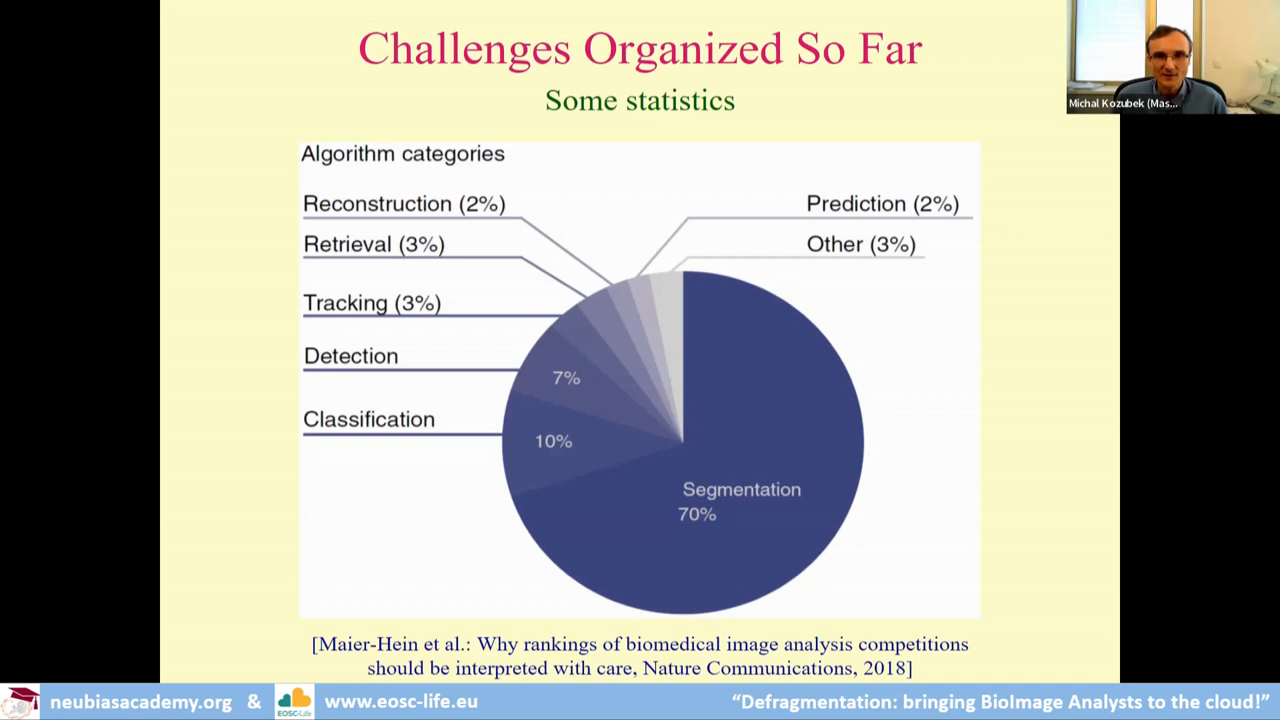 Challenges Organized So Far
Some statistics
Michal Kozubek (Mas...
Algorithm categories
Reconstruction (2%)
Prediction (2%)
Retrieval (3%)
Other (3%)
Tracking (3%)
Detection
7%
Classification
10%
Segmentation
70%
[Maier-Hein et al.: Why rankings of biomedical image analysis competitions
should be interpreted with care, Nature Communications, 2018]
neubiasacademy.org & EOSC-Life www.eosc-life.eu “Defragmentation: bringing BioImage Analysts to the cloud!”